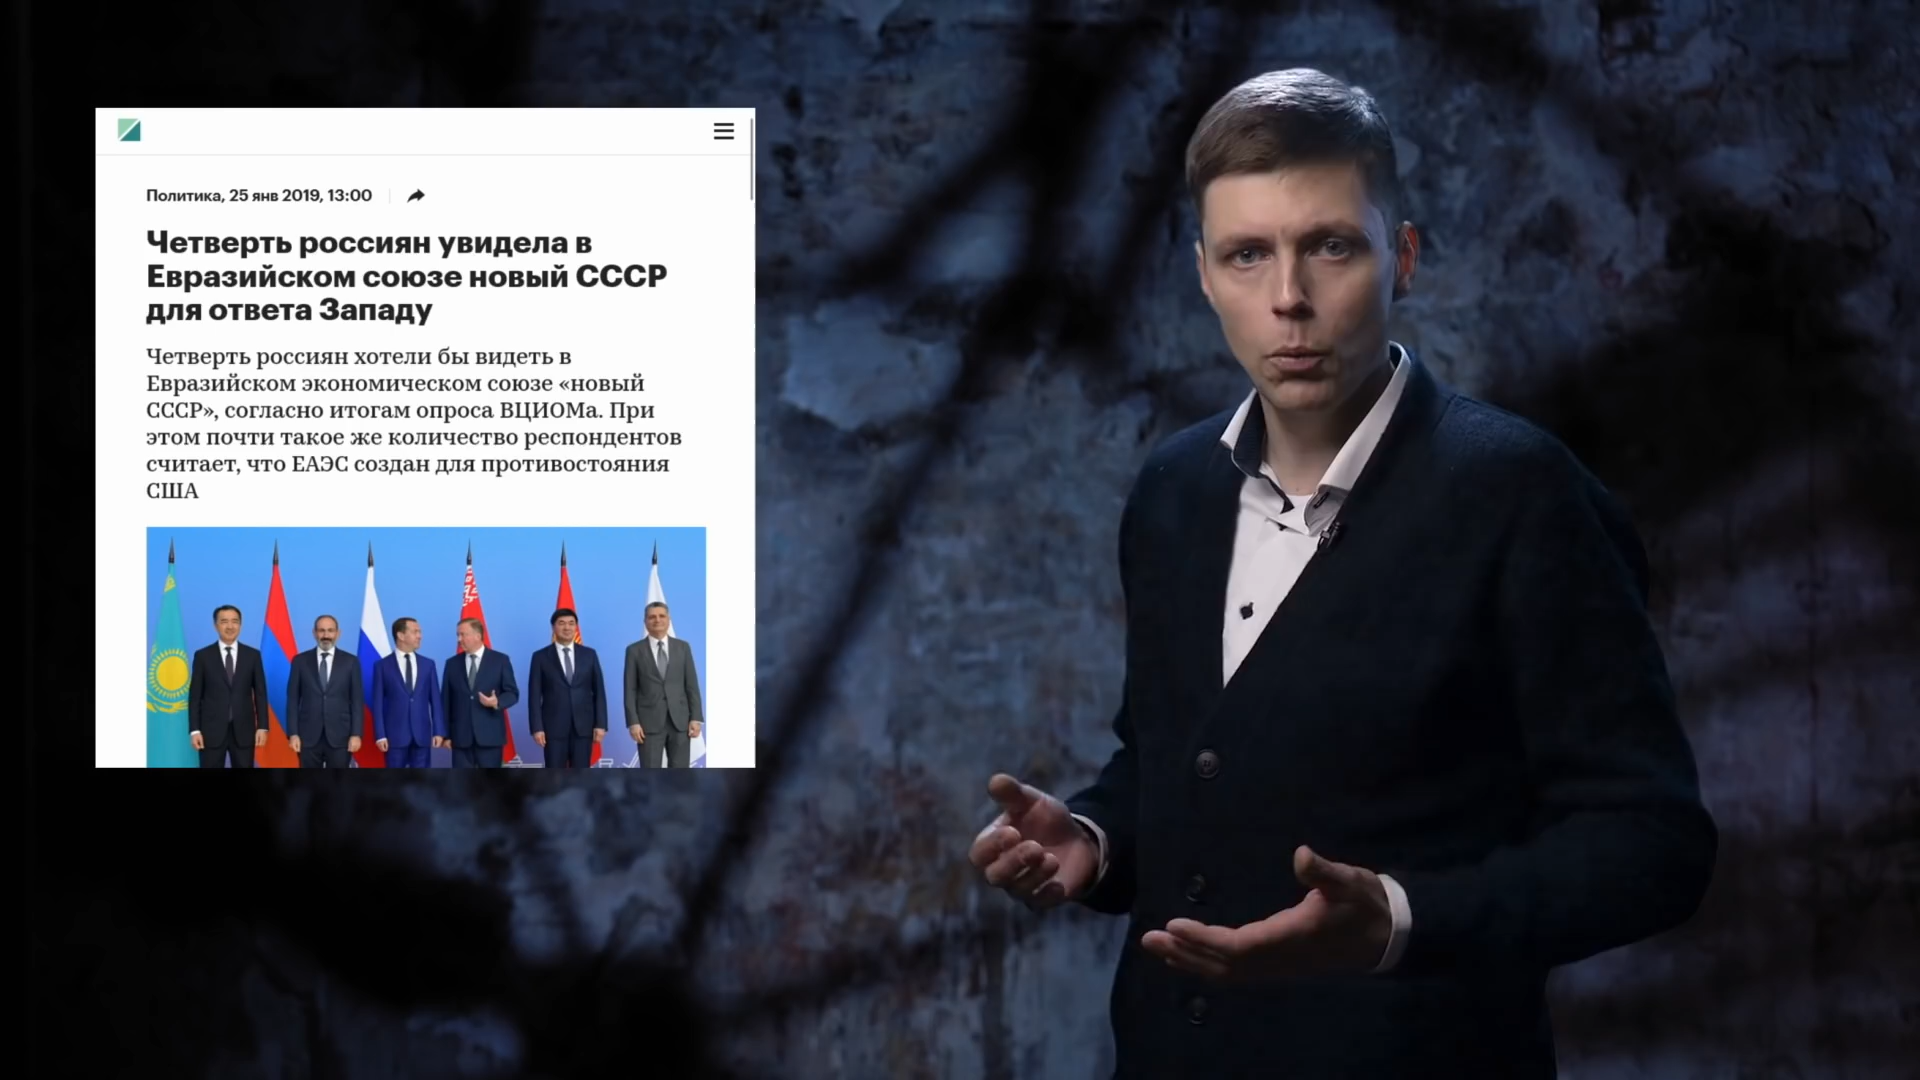 Политика, 25 янв 2019, 13:00
Четверть россиян увидела в
Евразийском союзе новый СССР
для ответа Западу
Четверть россиян хотели бы видеть в
Евразийском экономическом союзе «новый
СССР», согласно итогам опроса ВЦИОМа. При
этом почти такое же количество респондентов
считает, что ЕАЭС создан для противостояния
США